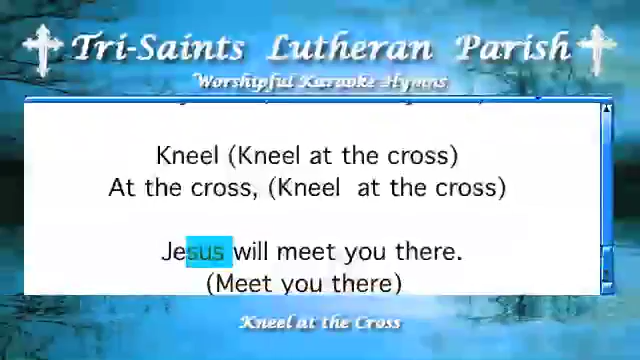 Tri-Saints Lutheran Parish
Worshipful Karaoke Hymns
Kneel (Kneel at the cross)
At the cross, (Kneel at the cross)
Jesus will meet you there.
(Meet you there)
Kneel at the Cross